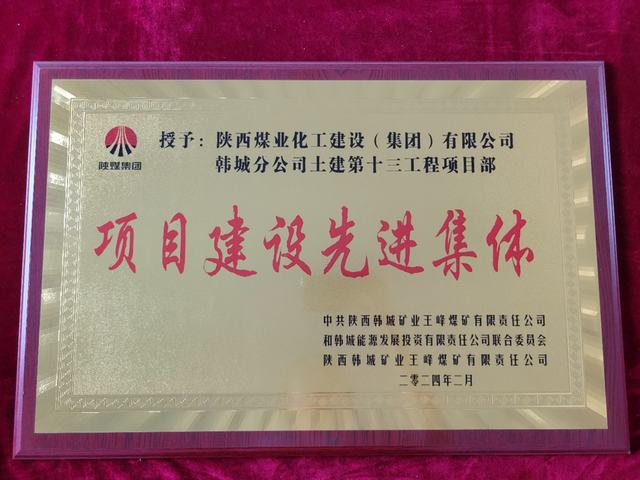 陕煤集团
授予：陕西煤业化工建设（集团）有限公司
韩城分公司土建第十三工程项目部
项目建设先进集体
中共陕西韩城矿业王峰煤矿有限责任公司
和韩城能源发展投资有限责任公司联合委员会
陕西韩城矿业王峰煤矿有限责任公司
二零二四年二月